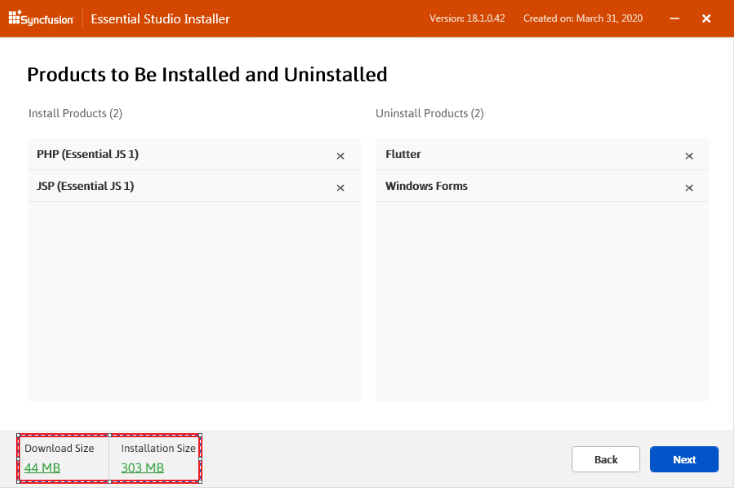 Syncfusion Essential Studio Installer Version: 18.1.0.42 Created on: March 31, 2020
Products to Be Installed and Uninstalled
Install Products (2) Uninstall Products (2)
PHP (Essential JS 1) Flutter
JSP (Essential JS 1) Windows Forms
Download Size Installation Size
44 MB 303 MB
Back Next